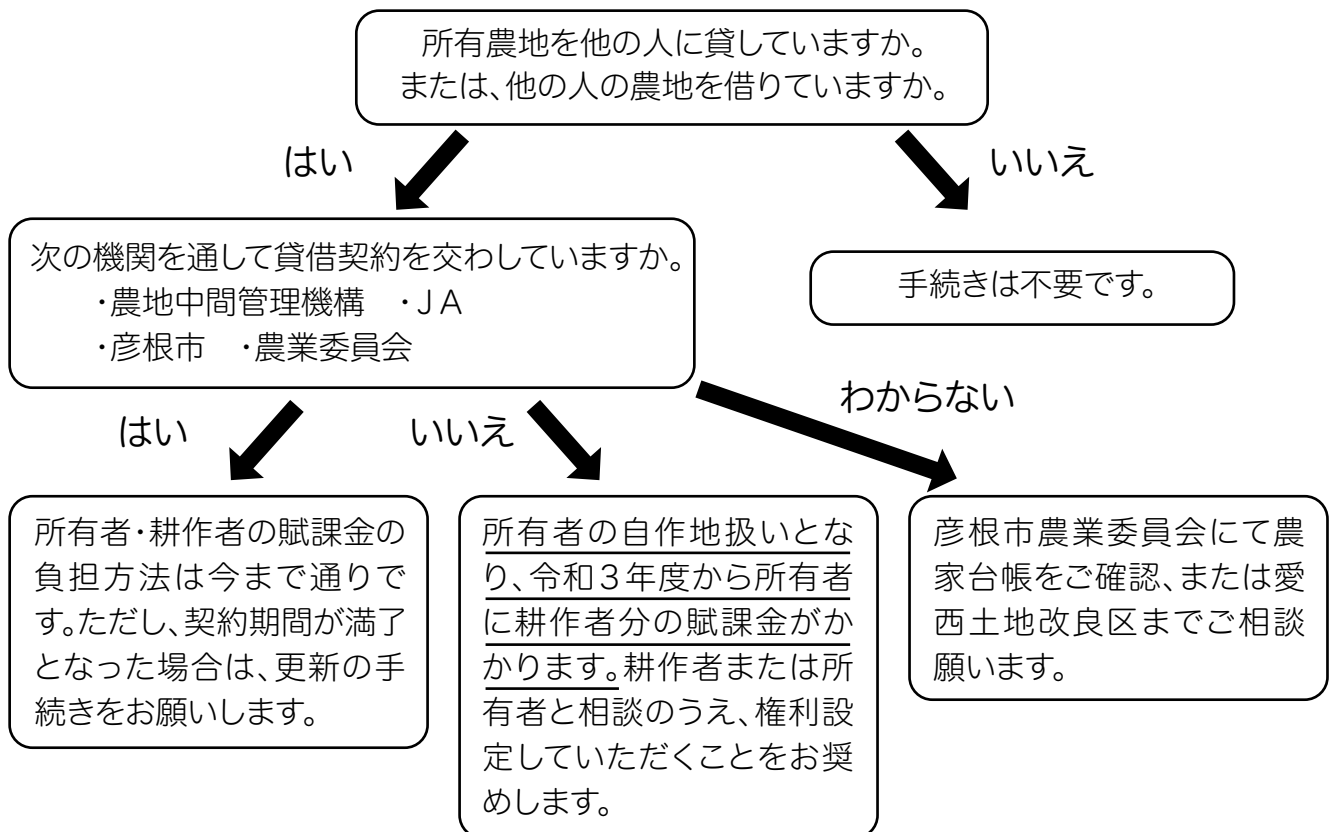 所有農地を他の人に貸していますか。
または、他の人の農地を借りていますか。
はい
いいえ
次の機関を通して貸借契約を交わしていますか。
・農地中間管理機構　・ＪＡ
・彦根市　・農業委員会
手続きは不要です。
はい
いいえ
わからない
所有者・耕作者の賦課金の
負担方法は今まで通りで
す。ただし、契約期間が満了
となった場合は、更新の手
続きをお願いします。
所有者の自作地扱いとな
り、令和３年度から所有者
に耕作者分の賦課金がか
かります。耕作者または所
有者と相談のうえ、権利設
定していただくことをお奨
めします。
彦根市農業委員会にて農
家台帳をご確認、または愛
西土地改良区までご相談
願います。